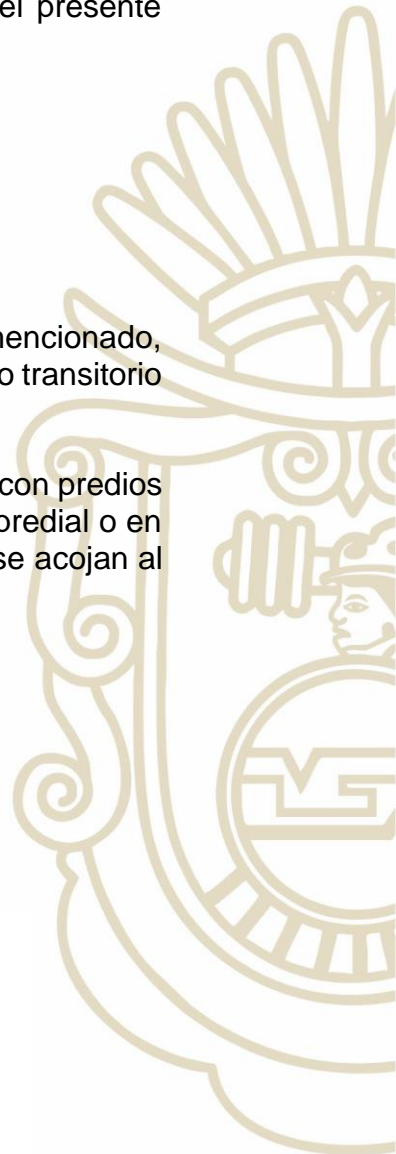 el presente
mencionado,
o transitorio
con predios
predial o en
se acojan al